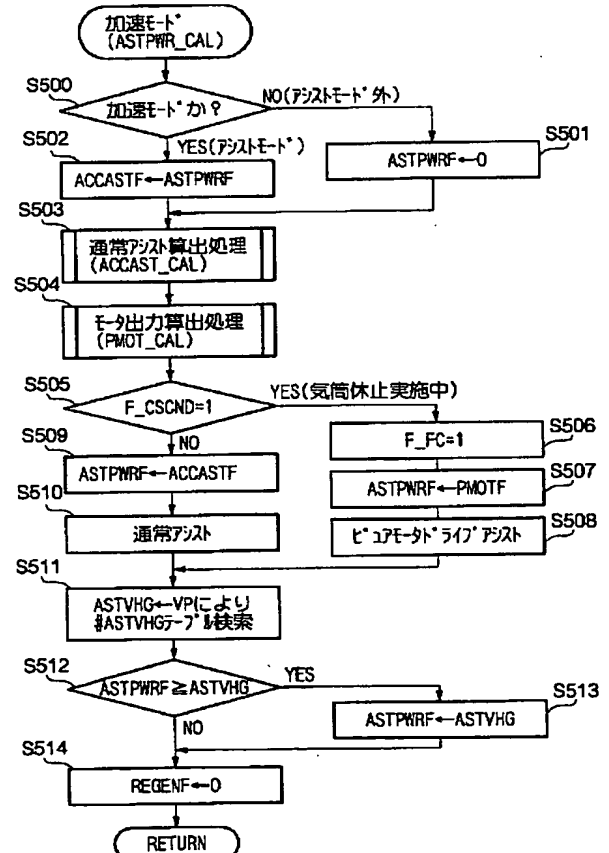 加速モード
(ASTPWR_CAL)
S500
加速モードか?
NO(アシストモード外)
YES(アシストモード)
S501
ASTPWRF←0
S502
ACCASTF←ASTPWRF
S503
通常アシスト算出処理
(ACCAST_CAL)
S504
モータ出力算出処理
(PMOT_CAL)
S505
F_CSCND=1
YES(気筒休止実施中)
NO
S506
F_FC=1
S507
ASTPWRF←PMOTF
S508
ピュアモータドライブアシスト
S509
ASTPWRF←ACCASTF
S510
通常アシスト
S511
ASTVHG←VPにより
#ASTVHGテーブル検索
S512
ASTPWRF≧ASTVHG
YES
NO
S513
ASTPWRF←ASTVHG
S514
REGENF←0
RETURN